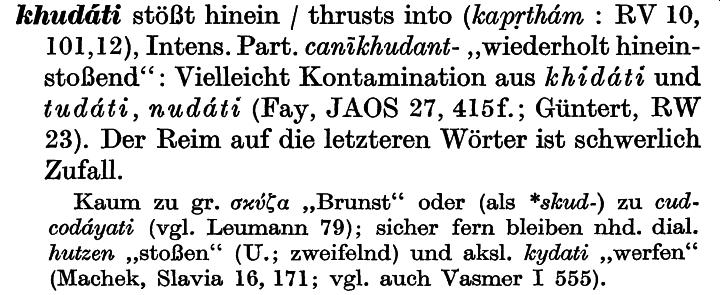 khudáti stößt hinein / thrusts into (kapṛthám : RV 10,
101,12), Intens. Part. canīkhudant- „wiederholt hinein-
stoßend“: Vielleicht Kontamination aus khidáti und
tudáti, nudáti (Fay, JAOS 27, 415f.; Güntert, RW
23). Der Reim auf die letzteren Wörter ist schwerlich
Zufall.
Kaum zu gr. σκύζα „Brunst“ oder (als *skud-) zu cud-
codáyati (vgl. Leumann 79); sicher fern bleiben nhd. dial.
hutzen „stoßen“ (U.; zweifelnd) und aksl. kydati „werfen“
(Machek, Slavia 16, 171; vgl. auch Vasmer I 555).